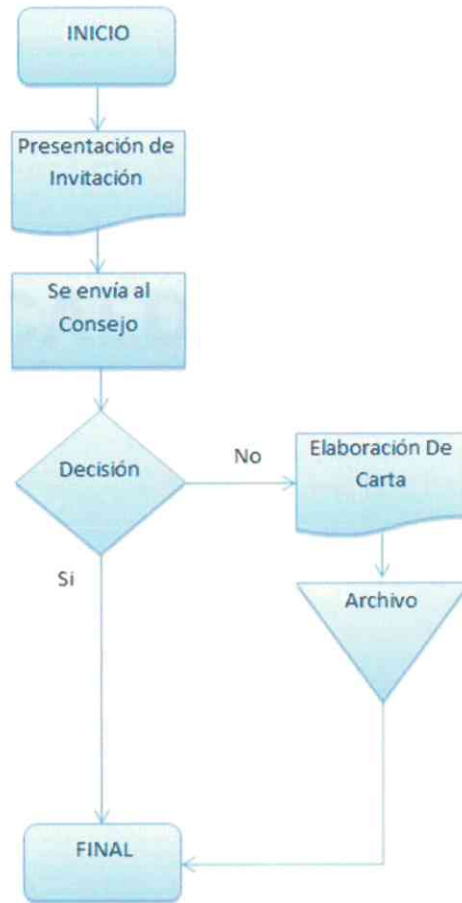 INICIO
Presentación de
Invitación
Se envía al
Consejo
Decisión
No
Elaboración De
Carta
Si
Archivo
FINAL